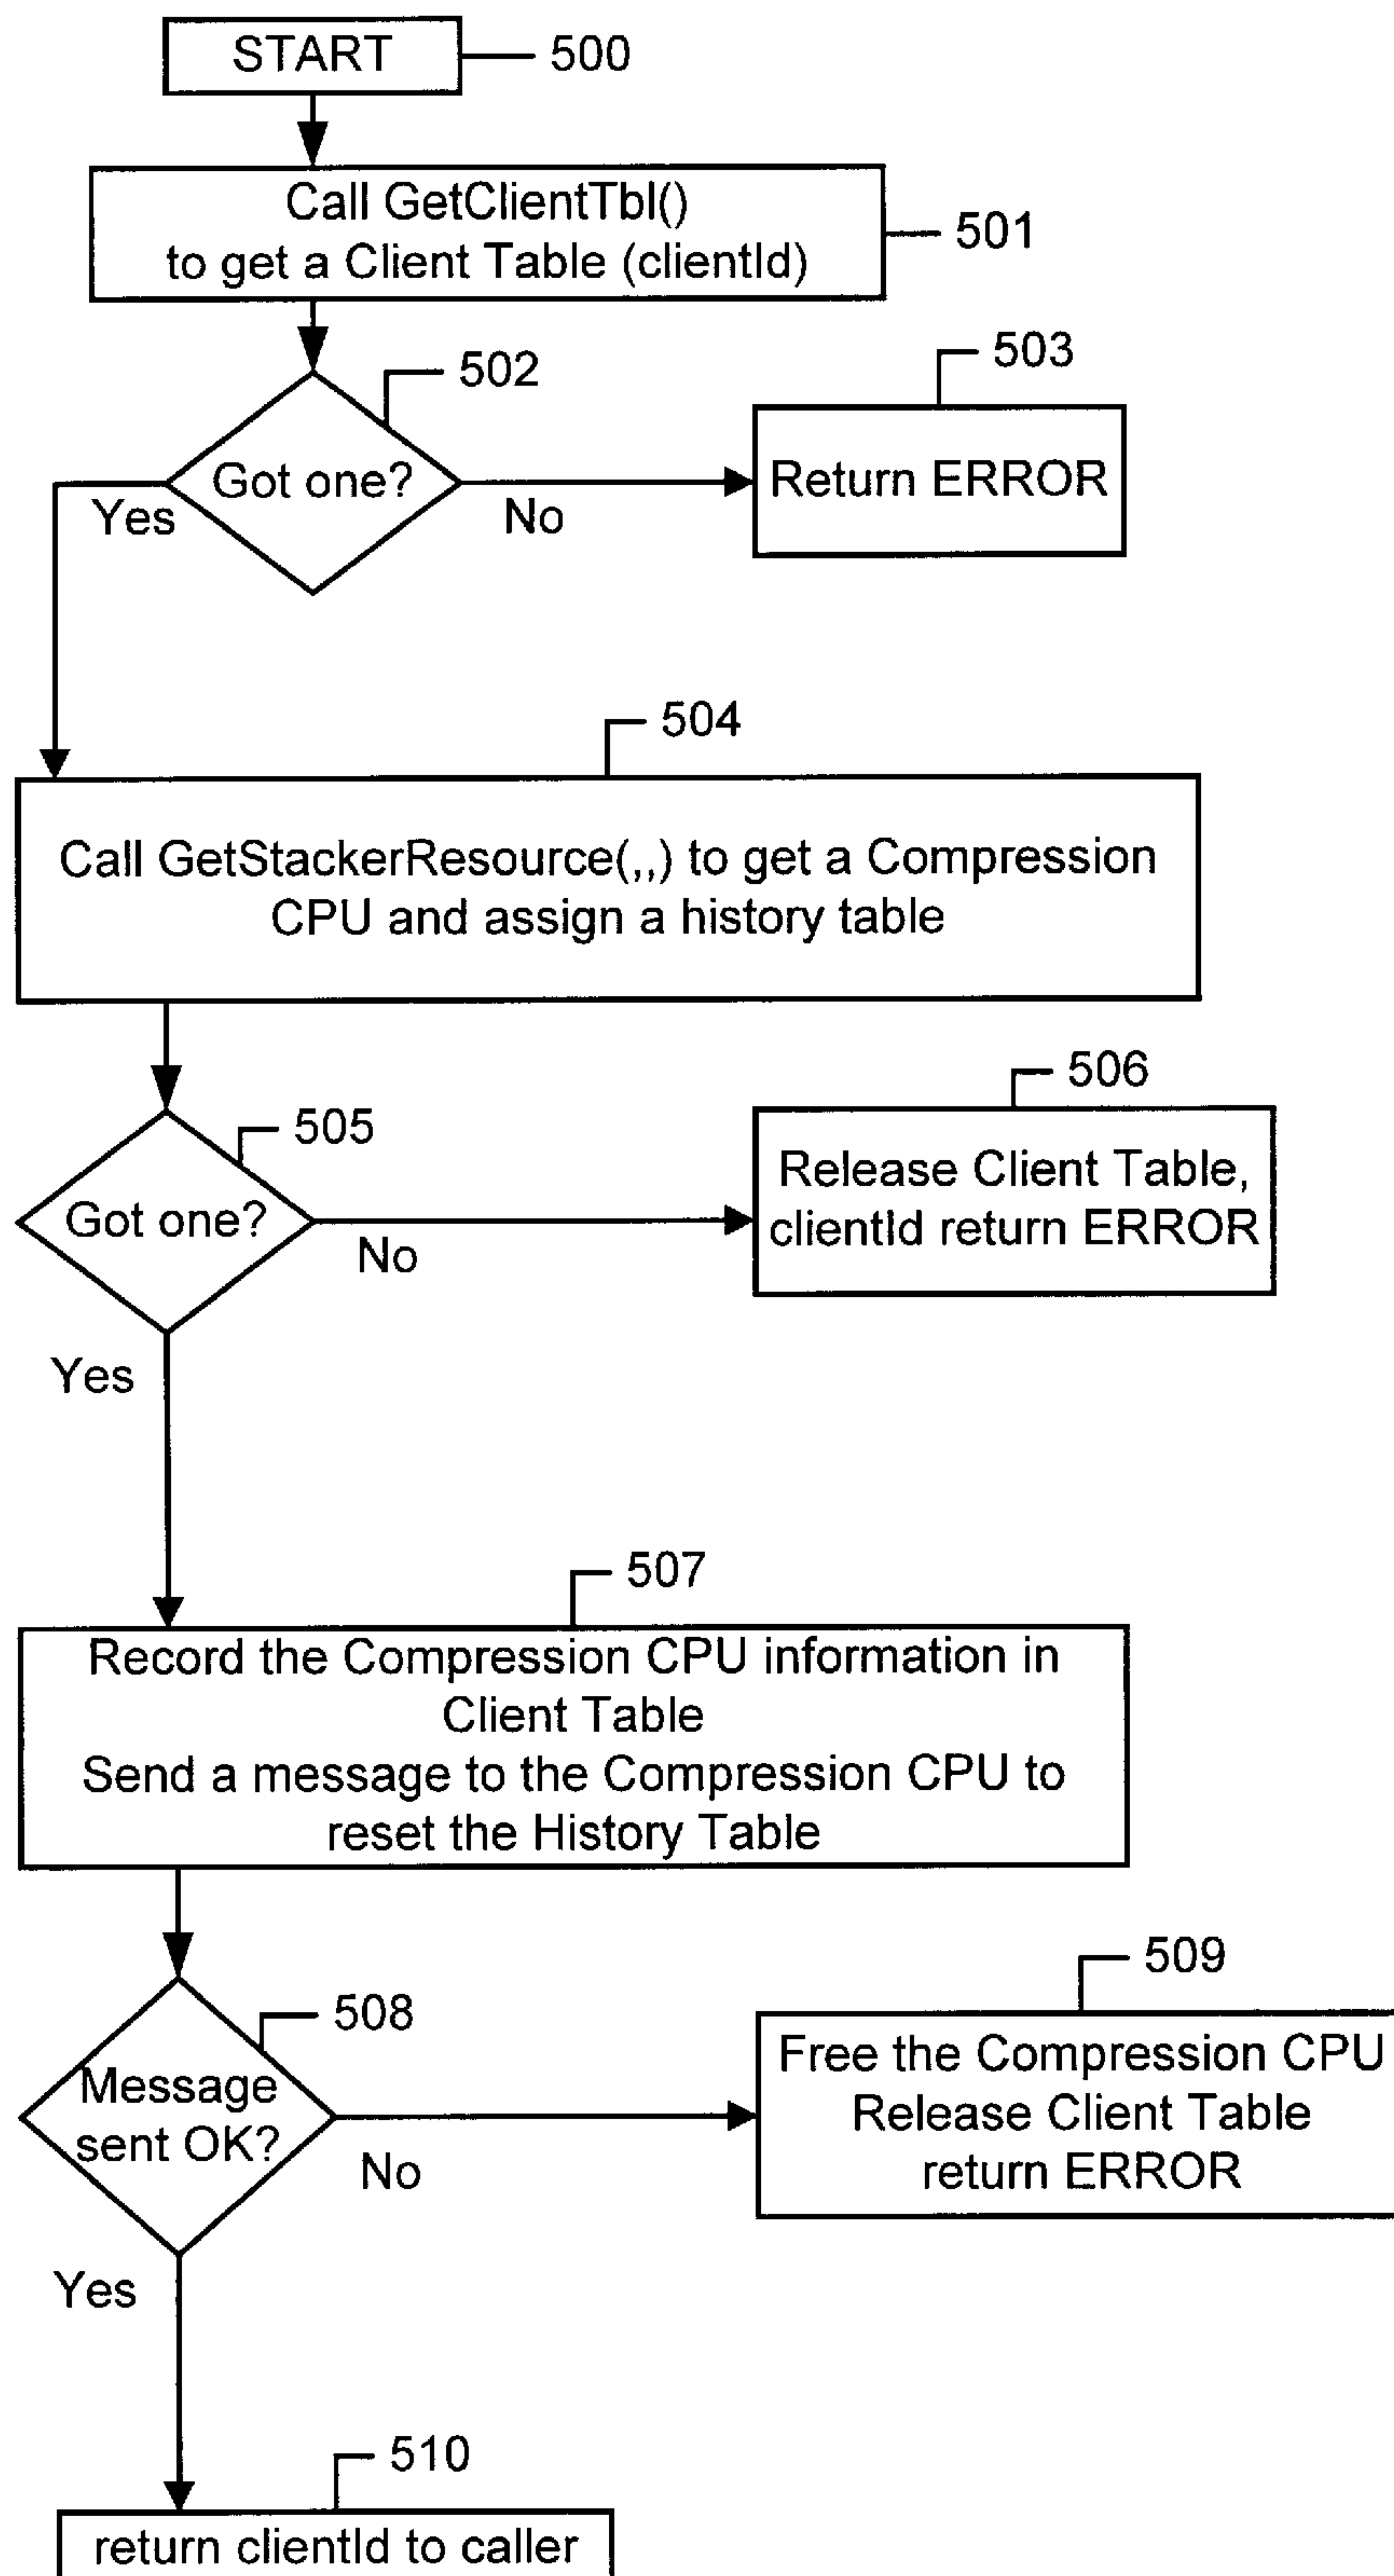 START
500
Call GetClientTbl()
to get a Client Table (clientId)
501
502
503
Got one?
Return ERROR
Yes
No
504
Call GetStackerResource(,,) to get a Compression
CPU and assign a history table
505
506
Got one?
Release Client Table,
clientId return ERROR
No
Yes
507
Record the Compression CPU information in
Client Table
Send a message to the Compression CPU to
reset the History Table
508
509
Message
sent OK?
Free the Compression CPU
Release Client Table
return ERROR
No
Yes
510
return clientId to caller